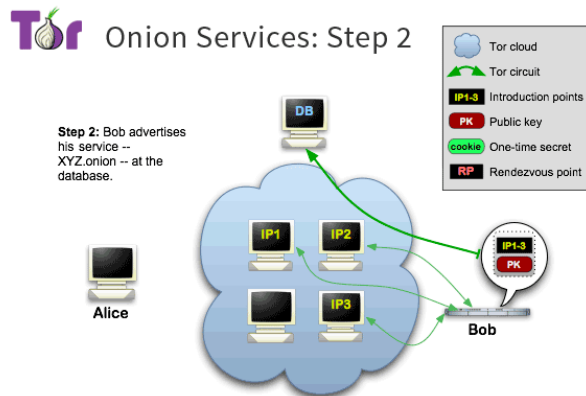 Tor Onion Services: Step 2
Tor cloud
Tor circuit
IP1-3 Introduction points
PK Public key
cookie One-time secret
RP Rendezvous point
Step 2: Bob advertises
his service --
XYZ.onion -- at the
database.
DB
IP1 IP2
IP3
IP1-3
PK
Alice
Bob